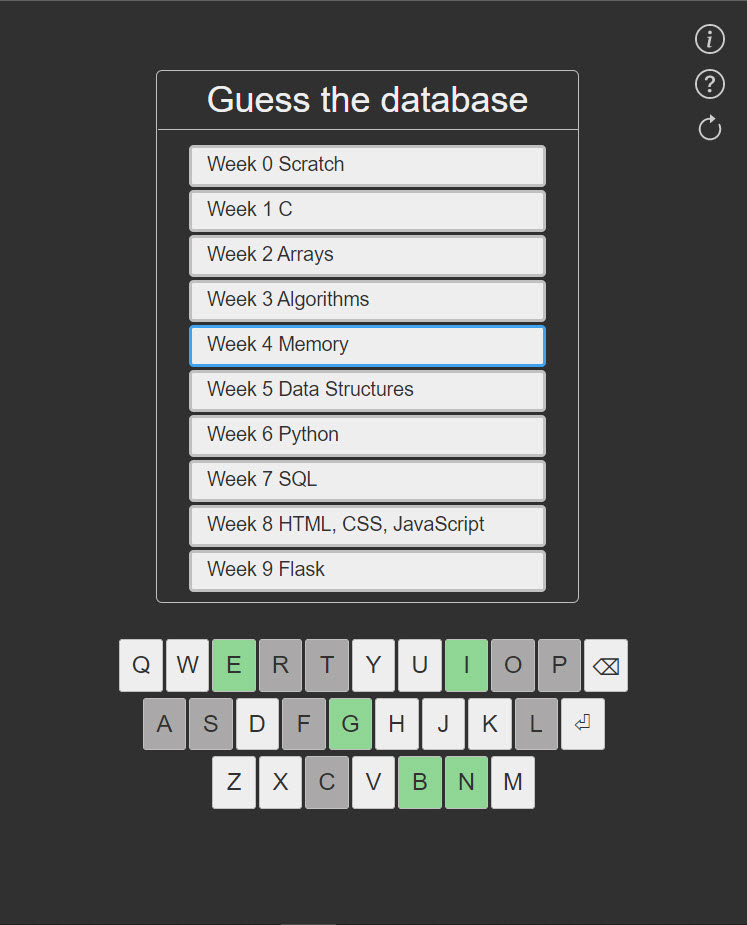 i
?
Guess the database
Week 0 Scratch
Week 1 C
Week 2 Arrays
Week 3 Algorithms
Week 4 Memory
Week 5 Data Structures
Week 6 Python
Week 7 SQL
Week 8 HTML, CSS, JavaScript
Week 9 Flask
Q W E R T Y U I O P ⌫
A S D F G H J K L ⏎
Z X C V B N M